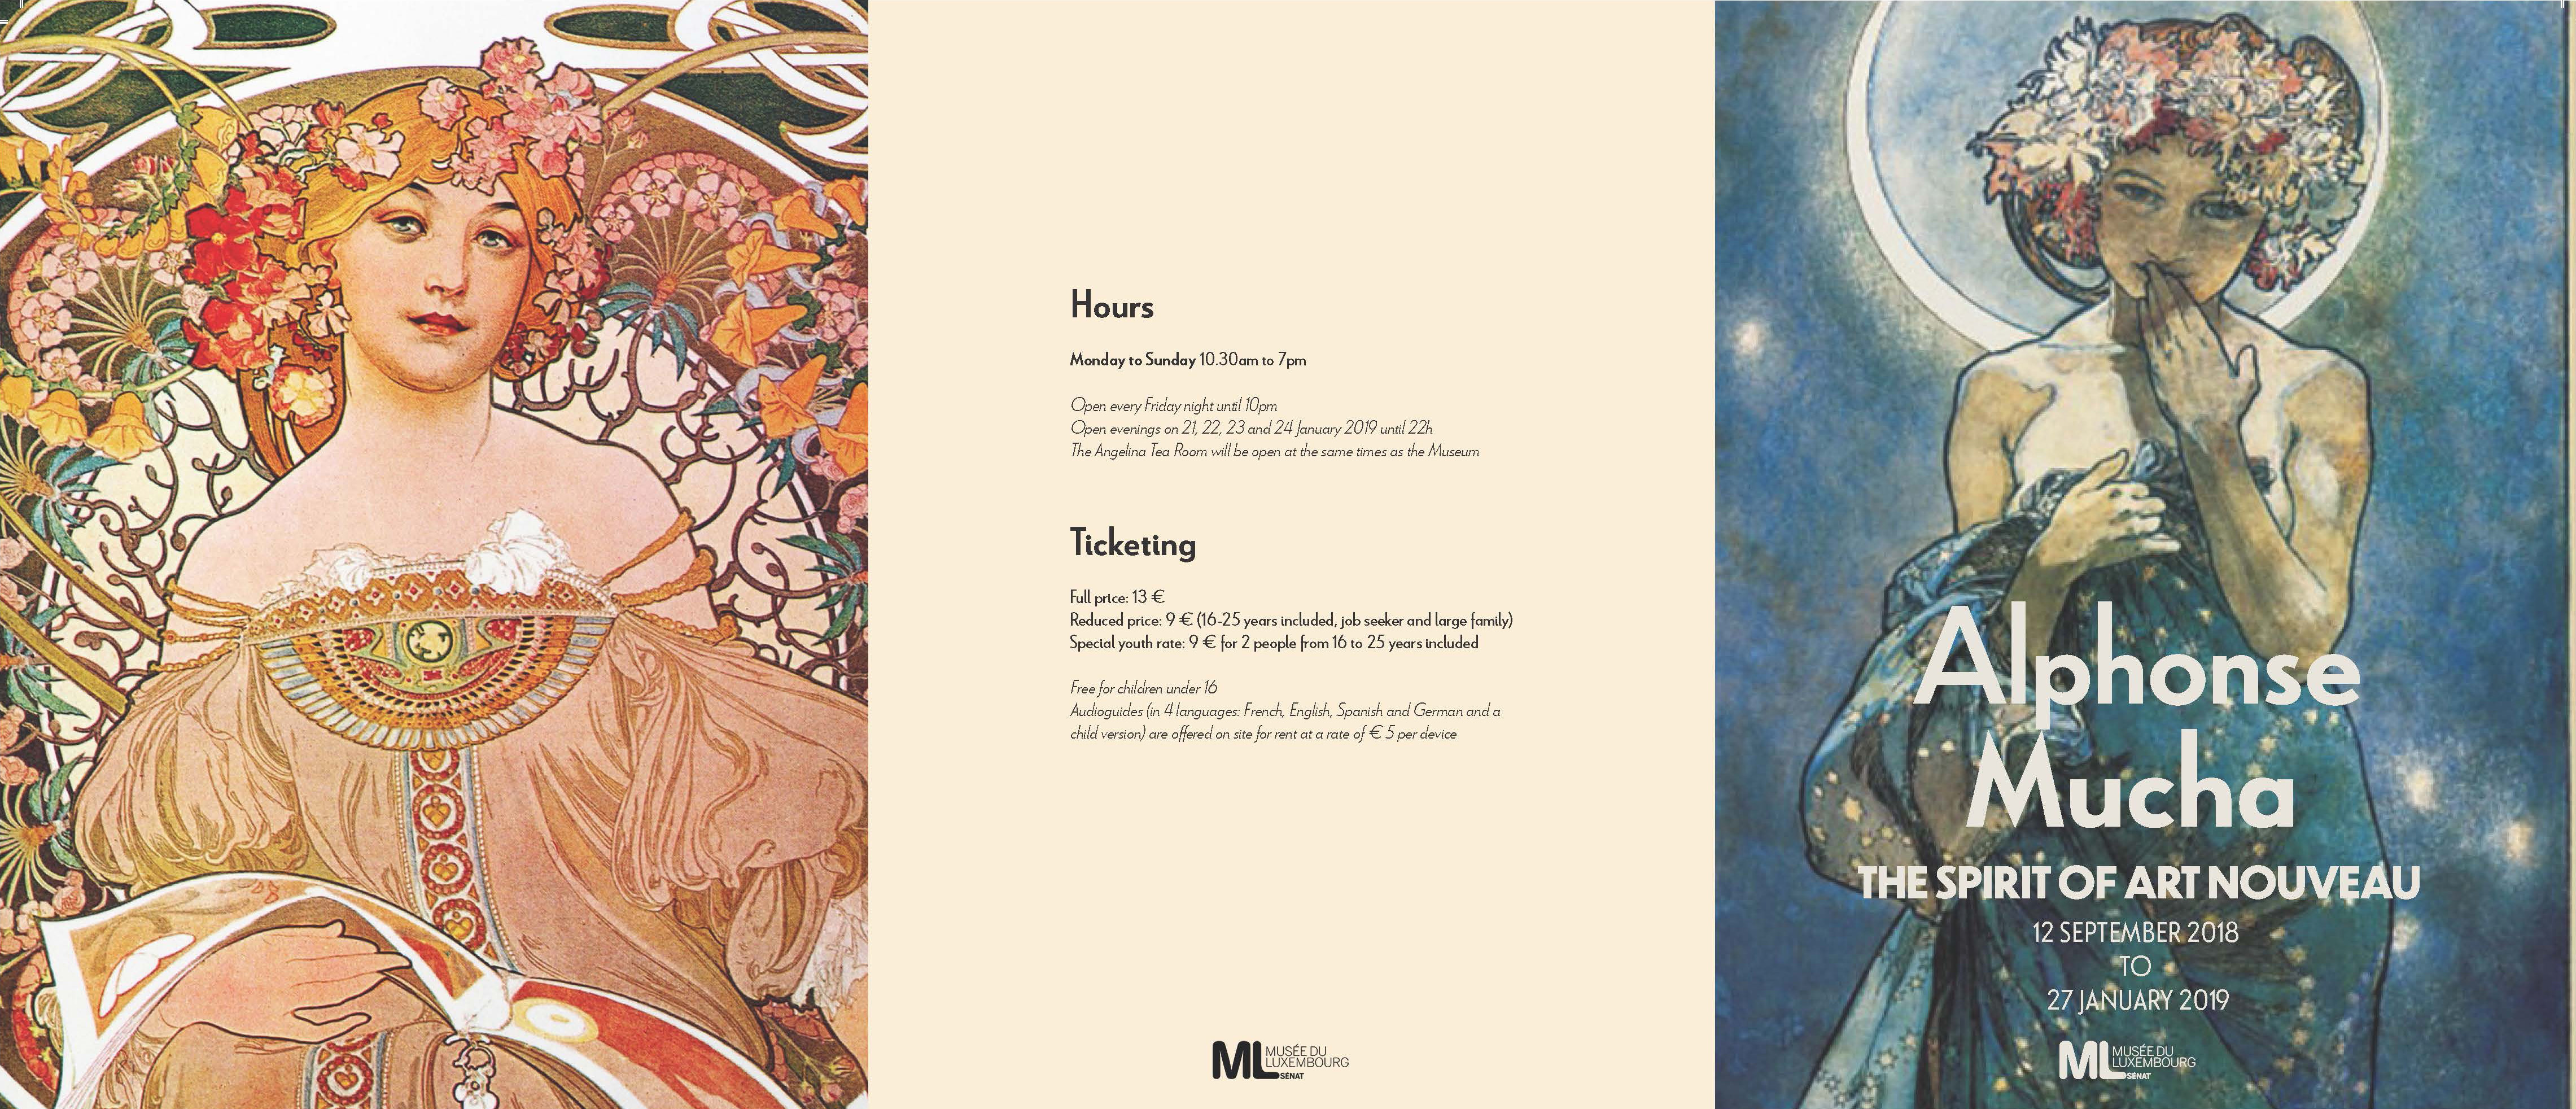 Hours
Monday to Sunday 10.30am to 7pm
Open every Friday night until 10pm
Open evenings on 21, 22, 23 and 24 January 2019 until 22h
The Angelina Tea Room will be open at the same times as the Museum
Ticketing
Full price: 13 €
Reduced price: 9 € (16-25 years included, job seeker and large family)
Special youth rate: 9 € for 2 people from 16 to 25 years included
Free for children under 16
Audioguides (in 4 languages: French, English, Spanish and German and a
child version) are offered on site for rent at a rate of € 5 per device
ML MUSÉE DU
LUXEMBOURG
SÉNAT
Alphonse
Mucha
THE SPIRIT OF ART NOUVEAU
12 SEPTEMBER 2018
TO
27 JANUARY 2019
ML MUSÉE DU
LUXEMBOURG
SÉNAT